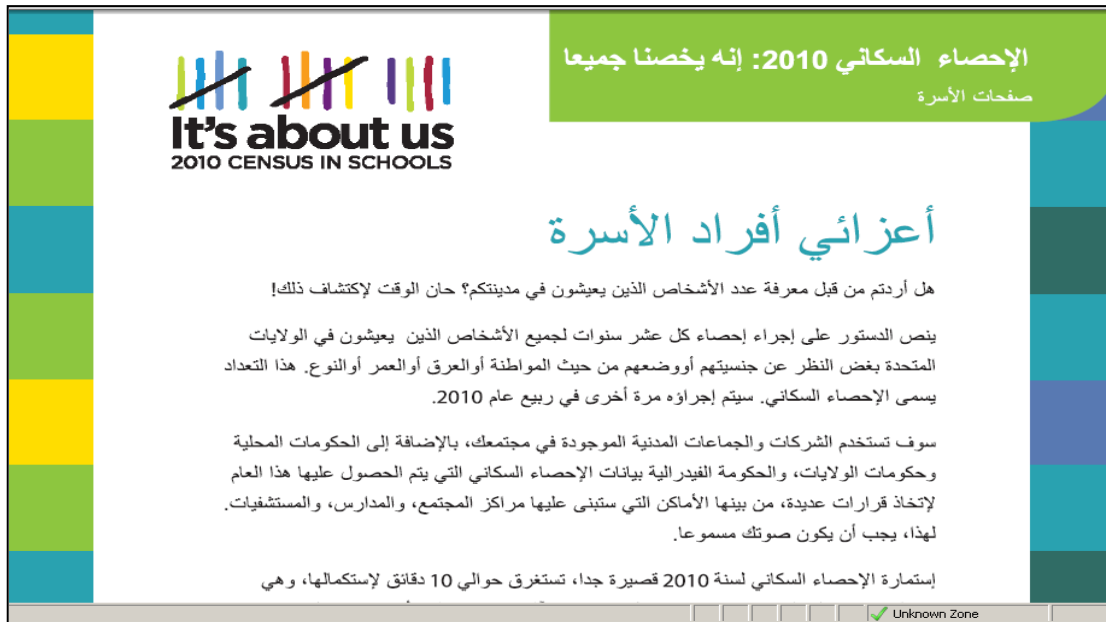 الإحصاء السكاني 2010: إنه يخصنا جميعا
صفحات الأسرة
It's about us
2010 CENSUS IN SCHOOLS
أعزائي أفراد الأسرة
هل أردتم من قبل معرفة عدد الأشخاص الذين يعيشون في مدينتكم؟ حان الوقت لإكتشاف ذلك!
ينص الدستور على إجراء إحصاء كل عشر سنوات لجميع الأشخاص الذين يعيشون في الولايات
المتحدة بغض النظر عن جنسيتهم أووضعهم من حيث المواطنة أوالعرق أوالعمر أوالنوع. هذا التعداد
يسمى الإحصاء السكاني. سيتم إجراؤه مرة أخرى في ربيع عام 2010.
سوف تستخدم الشركات والجماعات المدنية الموجودة في مجتمعك، بالإضافة إلى الحكومات المحلية
وحكومات الولايات، والحكومة الفيدرالية بيانات الإحصاء السكاني التي يتم الحصول عليها هذا العام
لإتخاذ قرارات عديدة، من بينها الأماكن التي ستبنى عليها مراكز المجتمع، والمدارس، والمستشفيات.
لهذا، يجب أن يكون صوتك مسموعا.
إستمارة الإحصاء السكاني لسنة 2010 قصيرة جدا، تستغرق حوالي 10 دقائق لإستكمالها، وهي
Unknown Zone